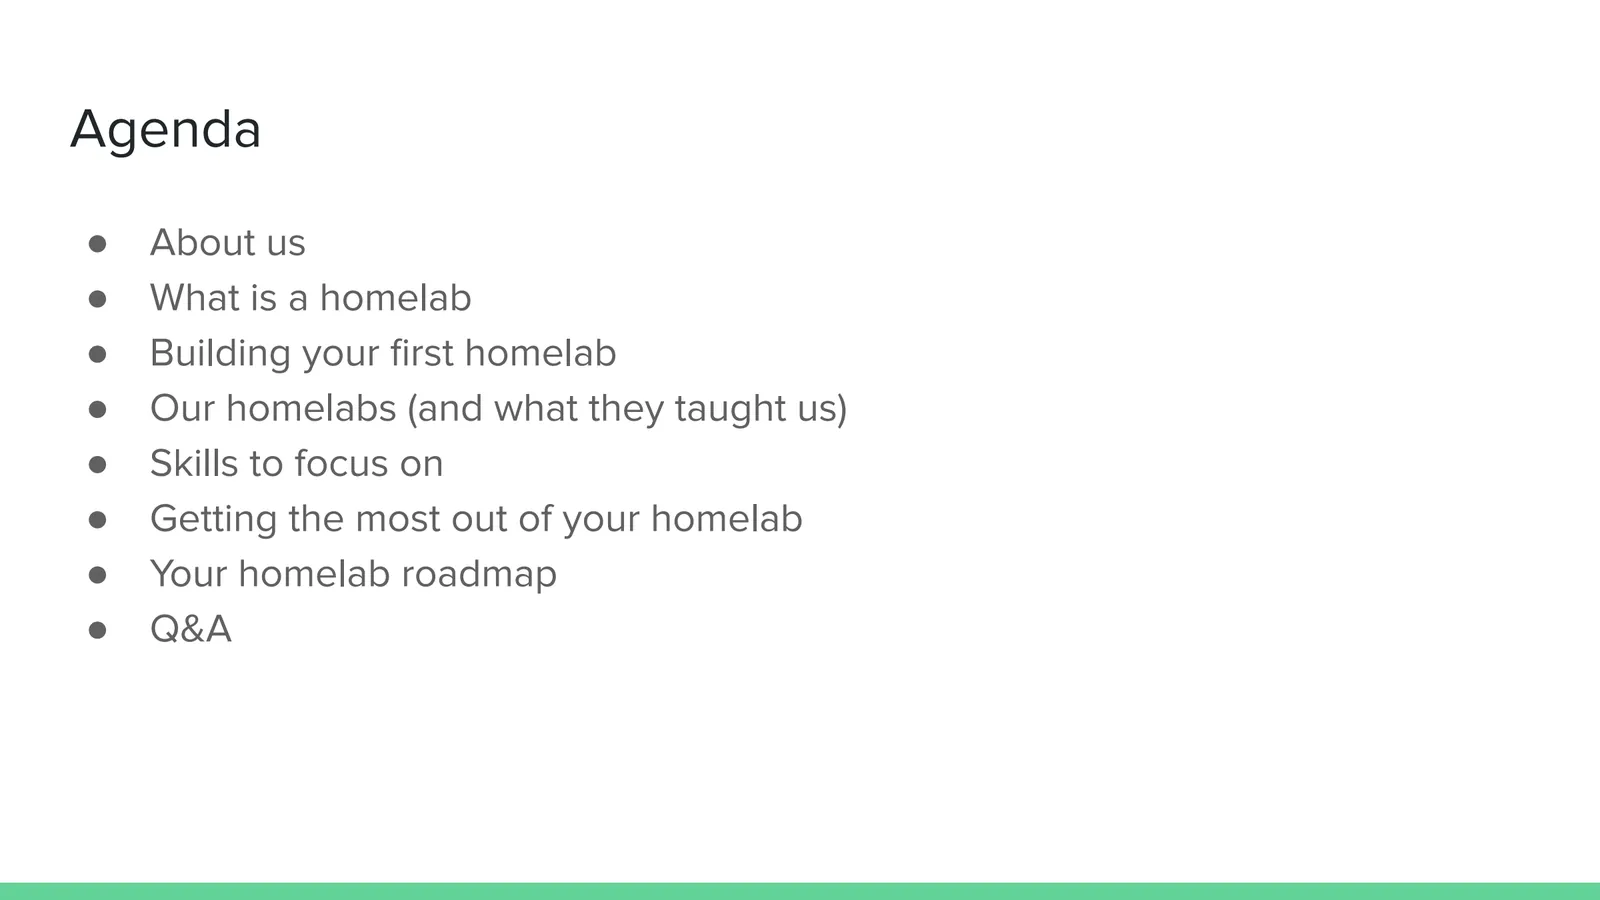 Agenda
● About us
● What is a homelab
● Building your first homelab
● Our homelabs (and what they taught us)
● Skills to focus on
● Getting the most out of your homelab
● Your homelab roadmap
● Q&A